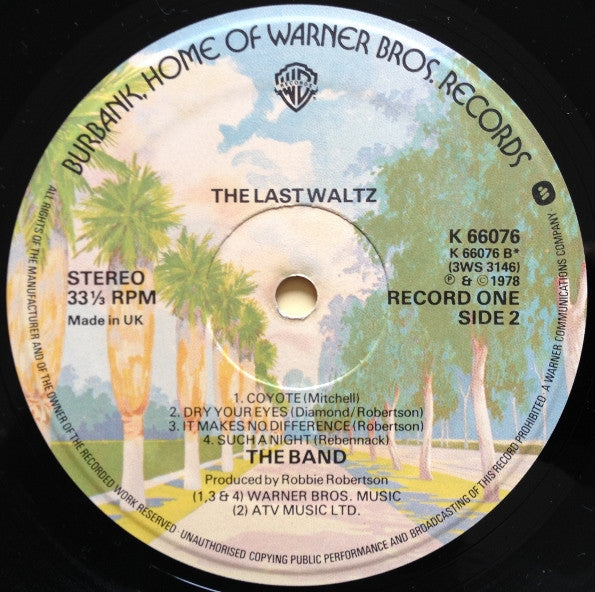 BURBANK, HOME OF WARNER BROS. RECORDS
RECORDS
THE LAST WALTZ
STEREO
33⅓ RPM
Made in UK
K 66076
K 66076 B*
(3WS 3146)
℗ & © 1978
RECORD ONE
SIDE 2
1. COYOTE (Mitchell)
2. DRY YOUR EYES (Diamond/Robertson)
3. IT MAKES NO DIFFERENCE (Robertson)
4. SUCH A NIGHT (Rebennack)
THE BAND
Produced by Robbie Robertson
(1,3 & 4) WARNER BROS. MUSIC
(2) ATV MUSIC LTD.
ALL RIGHTS OF THE MANUFACTURER AND OF THE OWNER OF THE RECORDED WORK RESERVED UNAUTHORISED COPYING PUBLIC PERFORMANCE AND BROADCASTING OF THIS RECORD PROHIBITED. A WARNER COMMUNICATIONS COMPANY